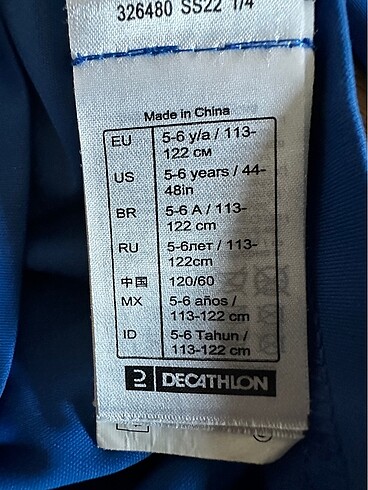 326480 SS22 1/4
Made in China
EU 5-6 y/a / 113-
122 см
US 5-6 years / 44-
48in
BR 5-6 A / 113-
122 cm
RU 5-6лет / 113-
122cm
中国 120/60
MX 5-6 años /
113-122 cm
ID 5-6 Tahun /
113-122 cm
DECATHLON